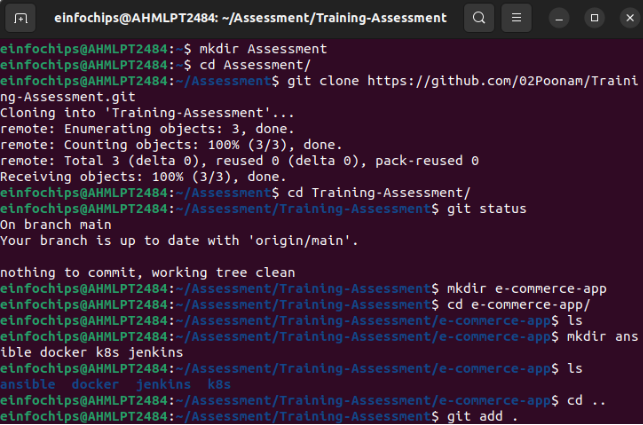 einfochips@AHMLPT2484: ~/Assessment/Training-Assessment
einfochips@AHMLPT2484:~$ mkdir Assessment
einfochips@AHMLPT2484:~$ cd Assessment/
einfochips@AHMLPT2484:~/Assessment$ git clone https://github.com/02Poonam/Traini
ng-Assessment.git
Cloning into 'Training-Assessment'...
remote: Enumerating objects: 3, done.
remote: Counting objects: 100% (3/3), done.
remote: Total 3 (delta 0), reused 0 (delta 0), pack-reused 0
Receiving objects: 100% (3/3), done.
einfochips@AHMLPT2484:~/Assessment$ cd Training-Assessment/
einfochips@AHMLPT2484:~/Assessment/Training-Assessment$ git status
On branch main
Your branch is up to date with 'origin/main'.
nothing to commit, working tree clean
einfochips@AHMLPT2484:~/Assessment/Training-Assessment$ mkdir e-commerce-app
einfochips@AHMLPT2484:~/Assessment/Training-Assessment$ cd e-commerce-app/
einfochips@AHMLPT2484:~/Assessment/Training-Assessment/e-commerce-app$ ls
einfochips@AHMLPT2484:~/Assessment/Training-Assessment/e-commerce-app$ mkdir ans
ible docker k8s jenkins
einfochips@AHMLPT2484:~/Assessment/Training-Assessment/e-commerce-app$ ls
ansible  docker  jenkins  k8s
einfochips@AHMLPT2484:~/Assessment/Training-Assessment/e-commerce-app$ cd ..
einfochips@AHMLPT2484:~/Assessment/Training-Assessment$ git add .